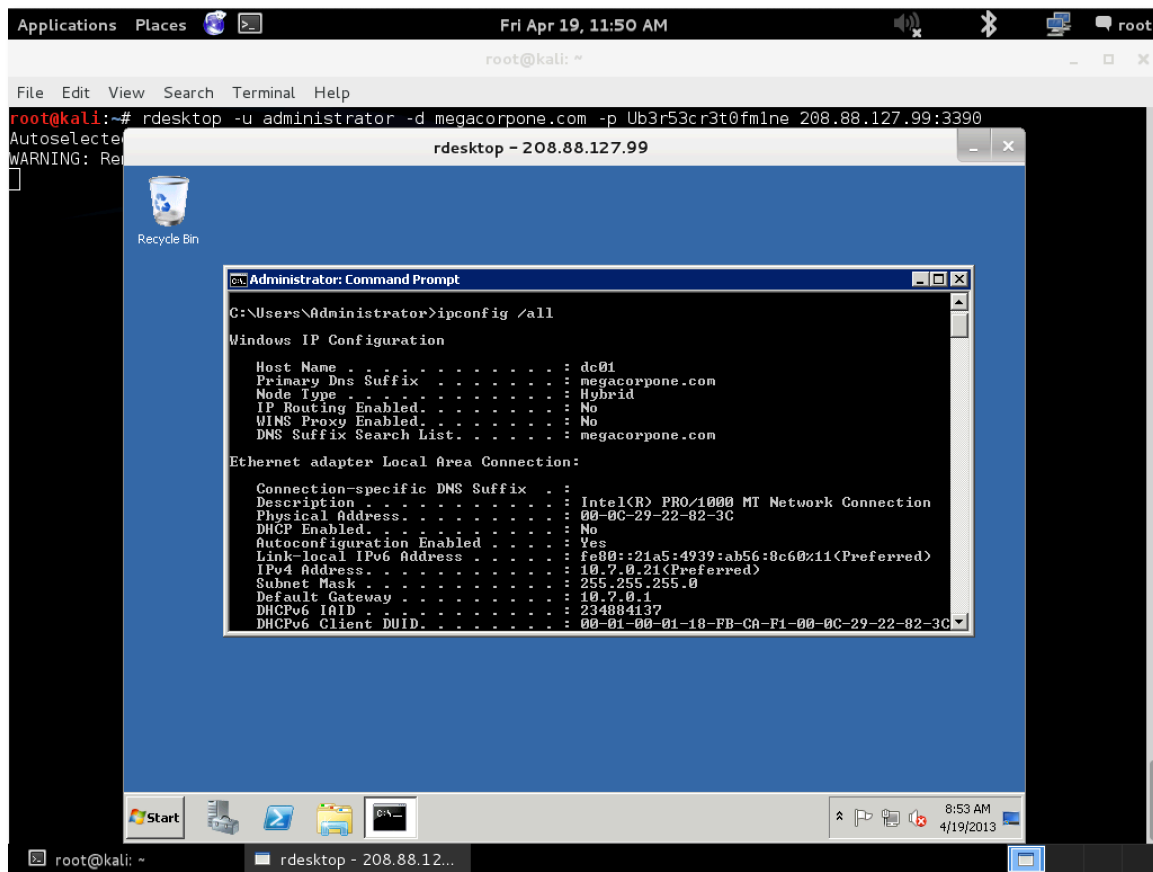 Applications Places Fri Apr 19, 11:50 AM root
root@kali: ~
File Edit View Search Terminal Help
root@kali:~# rdesktop -u administrator -d megacorpone.com -p Ub3r53cr3t0fm1ne 208.88.127.99:3390
Autoselecte
WARNING: Re
rdesktop - 208.88.127.99
Recycle Bin
Administrator: Command Prompt
C:\Users\Administrator>ipconfig /all
Windows IP Configuration
Host Name . . . . . . . . . . . . : dc01
Primary Dns Suffix . . . . . . . : megacorpone.com
Node Type . . . . . . . . . . . . : Hybrid
IP Routing Enabled. . . . . . . . : No
WINS Proxy Enabled. . . . . . . . : No
DNS Suffix Search List. . . . . . : megacorpone.com
Ethernet adapter Local Area Connection:
Connection-specific DNS Suffix . :
Description . . . . . . . . . . . : Intel(R) PRO/1000 MT Network Connection
Physical Address. . . . . . . . . : 00-0C-29-22-82-3C
DHCP Enabled. . . . . . . . . . . : No
Autoconfiguration Enabled . . . . : Yes
Link-local IPv6 Address . . . . . : fe80::21a5:4939:ab56:8c60%11(Preferred)
IPv4 Address. . . . . . . . . . . : 10.7.0.21(Preferred)
Subnet Mask . . . . . . . . . . . : 255.255.255.0
Default Gateway . . . . . . . . . : 10.7.0.1
DHCPv6 IAID . . . . . . . . . . . : 234884137
DHCPv6 Client DUID. . . . . . . . : 00-01-00-01-18-FB-CA-F1-00-0C-29-22-82-3C
Start
8:53 AM
4/19/2013
root@kali: ~
rdesktop - 208.88.12...